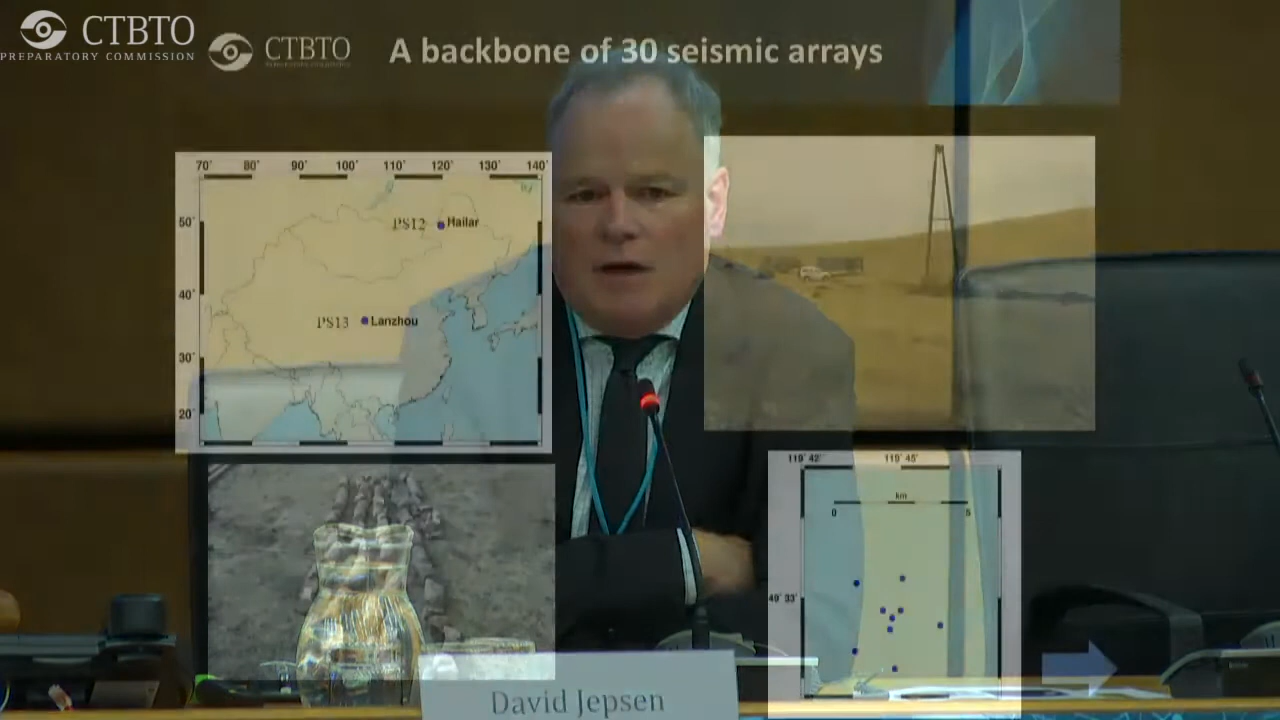 CTBTO
PREPARATORY COMMISSION
CTBTO
A backbone of 30 seismic arrays
70° 80° 90° 100° 110° 120° 130° 140°
50°
PS12 Hailar
40°
PS13 Lanzhou
30°
20°
119° 42' 119° 45'
km
0 5
49° 33'
David Jepsen